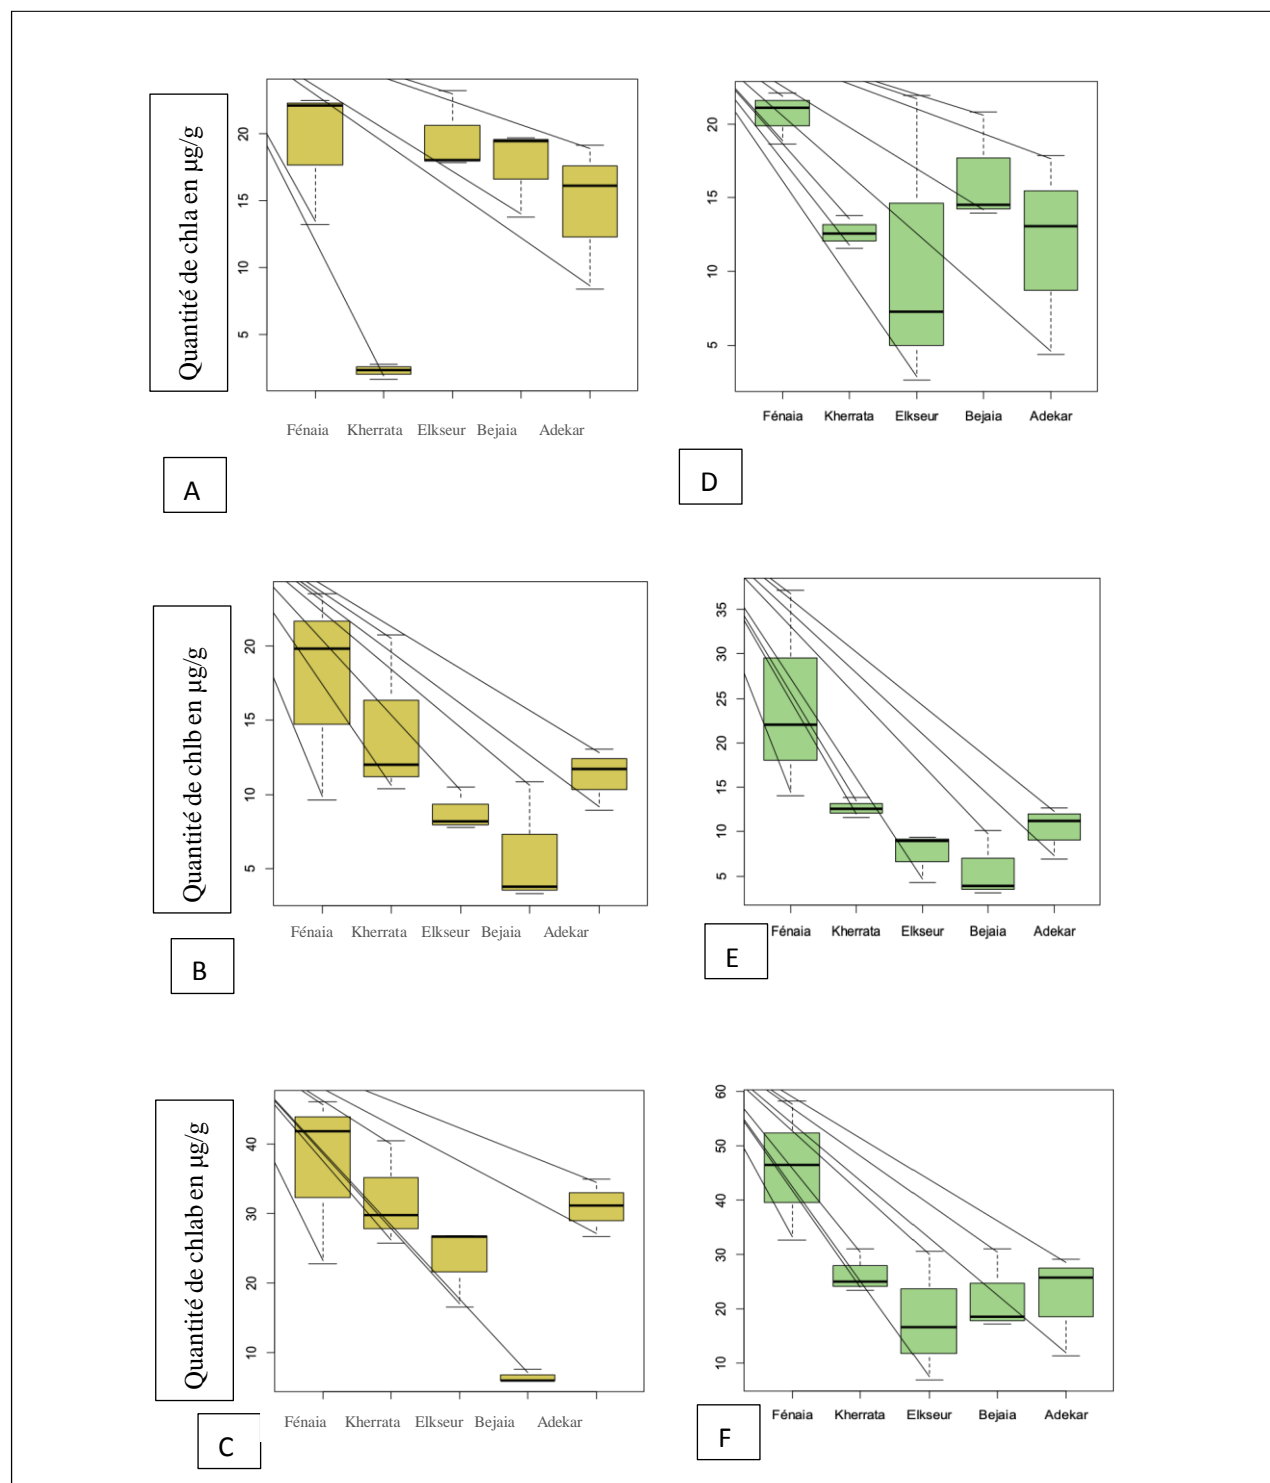 Quantité de chla en µg/g
20
15
10
5
Fénaia Kherrata Elkseur Bejaia Adekar
A
20
15
10
5
Fénaia Kherrata Elkseur Bejaia Adekar
D
Quantité de chlb en µg/g
20
15
10
5
Fénaia Kherrata Elkseur Bejaia Adekar
B
35
30
25
20
15
10
5
Fénaia Kherrata Elkseur Bejaia Adekar
E
Quantité de chlab en µg/g
40
30
20
10
Fénaia Kherrata Elkseur Bejaia Adekar
C
60
50
40
30
20
10
Fénaia Kherrata Elkseur Bejaia Adekar
F